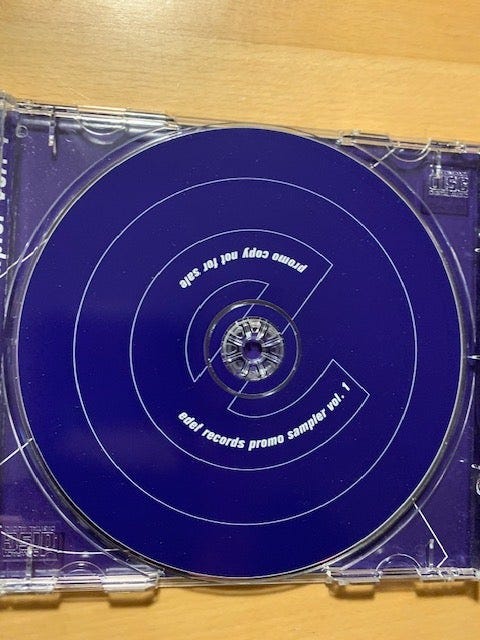 promo copy not for sale
edel records promo sampler vol. 1